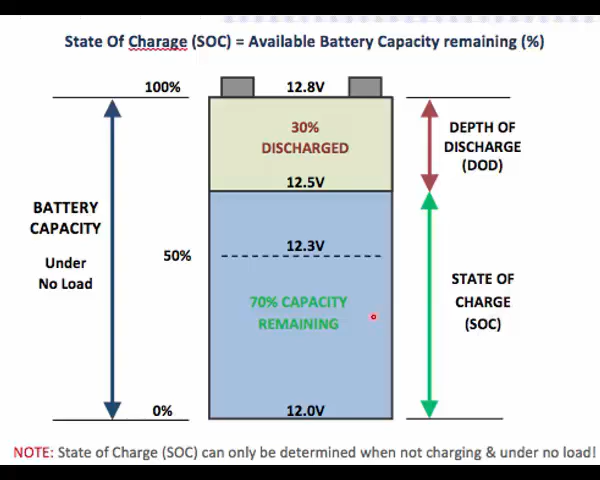 State Of Charage (SOC) = Available Battery Capacity remaining (%)
100%
12.8V
30%
DISCHARGED
DEPTH OF
DISCHARGE
(DOD)
12.5V
BATTERY
CAPACITY
Under
No Load
50%
12.3V
70% CAPACITY
REMAINING
STATE OF
CHARGE
(SOC)
0%
12.0V
NOTE: State of Charge (SOC) can only be determined when not charging & under no load!